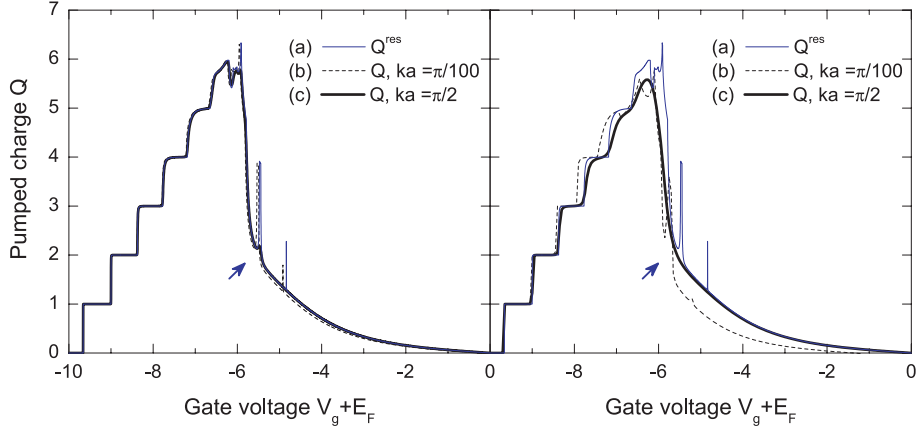 6
5
4
3
2
1
0
Pumped charge Q
(a) Q^res
(b) Q, ka =π/100
(c) Q, ka =π/2
-10 -8 -6 -4 -2 0
Gate voltage V_g+E_F
(a) Q^res
(b) Q, ka =π/100
(c) Q, ka =π/2
-8 -6 -4 -2 0
Gate voltage V_g+E_F